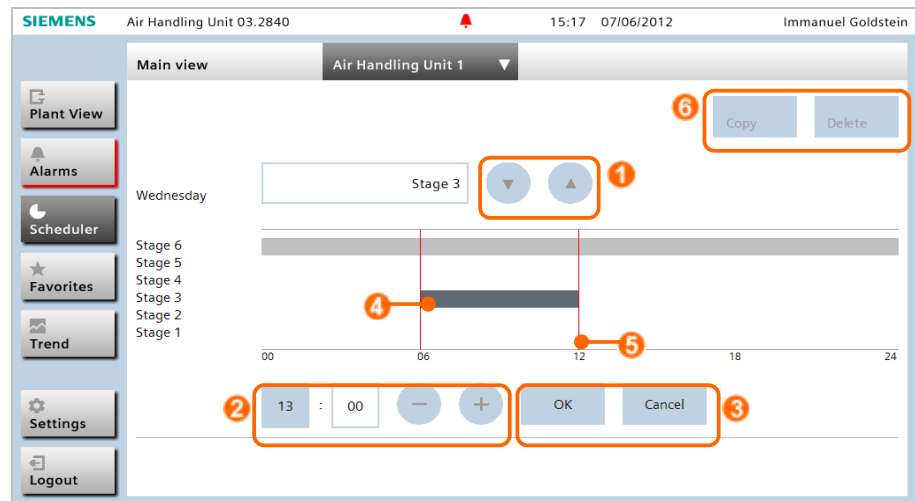 SIEMENS Air Handling Unit 03.2840 15:17 07/06/2012 Immanuel Goldstein
Main view Air Handling Unit 1
Plant View
6
Copy Delete
Alarms
Wednesday Stage 3
1
Scheduler
Stage 6
Stage 5
Favorites
Stage 4
Stage 3
4
Stage 2
Stage 1
5
Trend
00 06 12 18 24
2
13 : 00 − +
OK Cancel
3
Settings
Logout